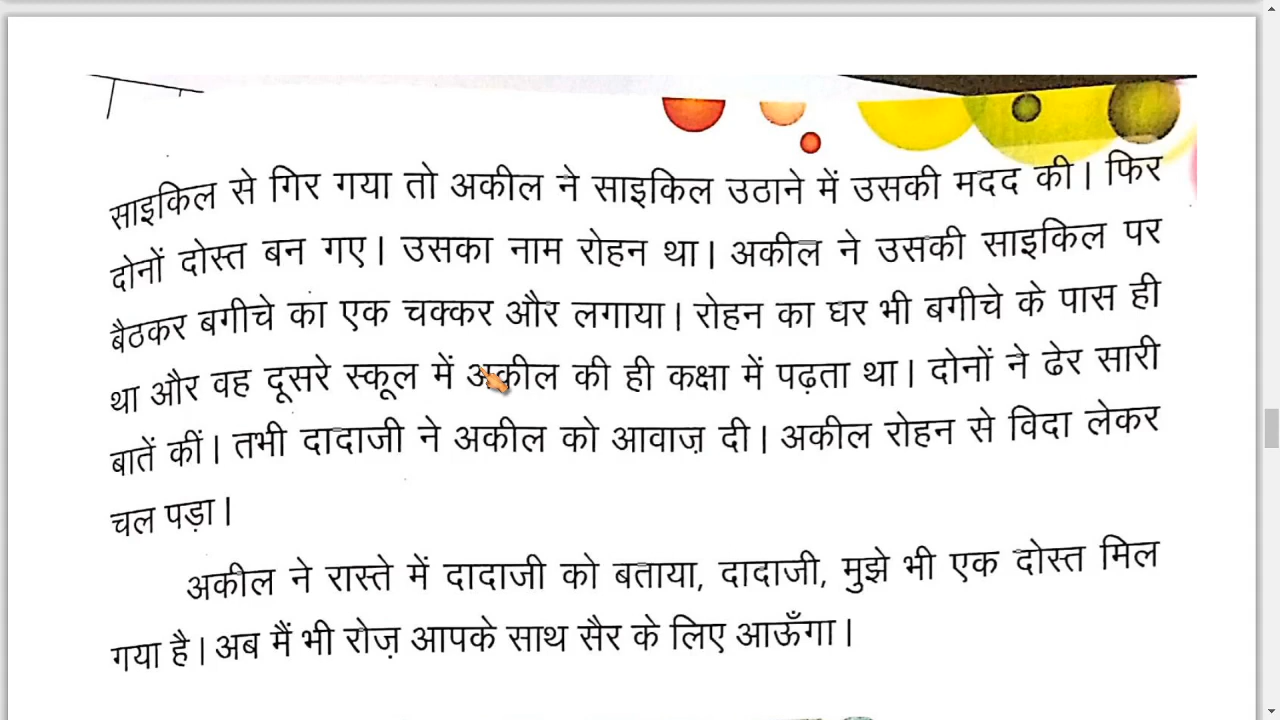 साइकिल से गिर गया तो अकील ने साइकिल उठाने में उसकी मदद की। फिर
दोनों दोस्त बन गए। उसका नाम रोहन था। अकील ने उसकी साइकिल पर
बैठकर बगीचे का एक चक्कर और लगाया। रोहन का घर भी बगीचे के पास ही
था और वह दूसरे स्कूल में अकील की ही कक्षा में पढ़ता था। दोनों ने ढेर सारी
बातें कीं। तभी दादाजी ने अकील को आवाज़ दी। अकील रोहन से विदा लेकर
चल पड़ा।
अकील ने रास्ते में दादाजी को बताया, दादाजी, मुझे भी एक दोस्त मिल
गया है। अब मैं भी रोज़ आपके साथ सैर के लिए आऊँगा।